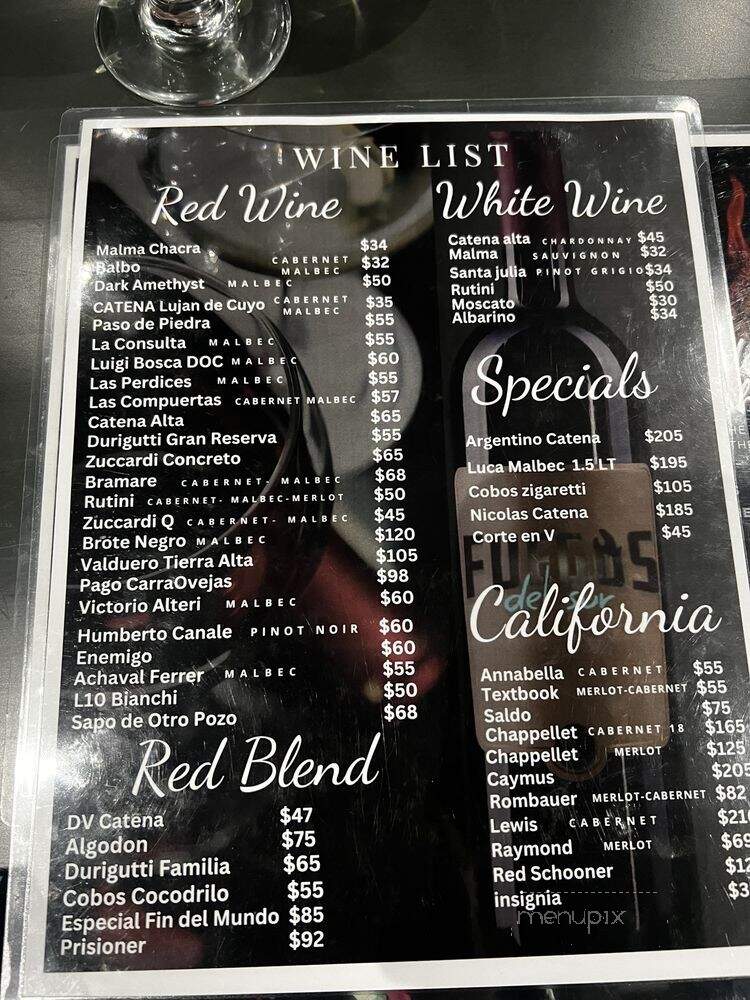 WINE LIST
Red Wine
Malma Chacra $34
Balbo CABERNET MALBEC $32
Dark Amethyst MALBEC $50
CATENA Lujan de Cuyo CABERNET MALBEC $35
Paso de Piedra $55
La Consulta MALBEC $55
Luigi Bosca DOC MALBEC $60
Las Perdices MALBEC $55
Las Compuertas CABERNET MALBEC $57
Catena Alta $65
Durigutti Gran Reserva $55
Zuccardi Concreto $65
Bramare CABERNET- MALBEC $68
Rutini CABERNET- MALBEC-MERLOT $50
Zuccardi Q CABERNET- MALBEC $45
Brote Negro MALBEC $120
Valduero Tierra Alta $105
Pago CarraOvejas $98
Victorio Alteri MALBEC $60
Humberto Canale PINOT NOIR $60
Enemigo $60
Achaval Ferrer MALBEC $55
L10 Bianchi $50
Sapo de Otro Pozo $68
Red Blend
DV Catena $47
Algodon $75
Durigutti Familia $65
Cobos Cocodrilo $55
Especial Fin del Mundo $85
Prisioner $92
White Wine
Catena alta CHARDONNAY $45
Malma SAUVIGNON $32
Santa julia PINOT GRIGIO $34
Rutini $50
Moscato $30
Albarino $34
Specials
Argentino Catena $205
Luca Malbec 1.5 LT $195
Cobos zigaretti $105
Nicolas Catena $185
Corte en V $45
del sur
California
Annabella CABERNET $55
Textbook MERLOT-CABERNET $55
Saldo $75
Chappellet CABERNET 18 $165
Chappellet MERLOT $125
Caymus $205
Rombauer MERLOT-CABERNET $82
Lewis CABERNET
Raymond MERLOT $69
Red Schooner
insignia
menupix